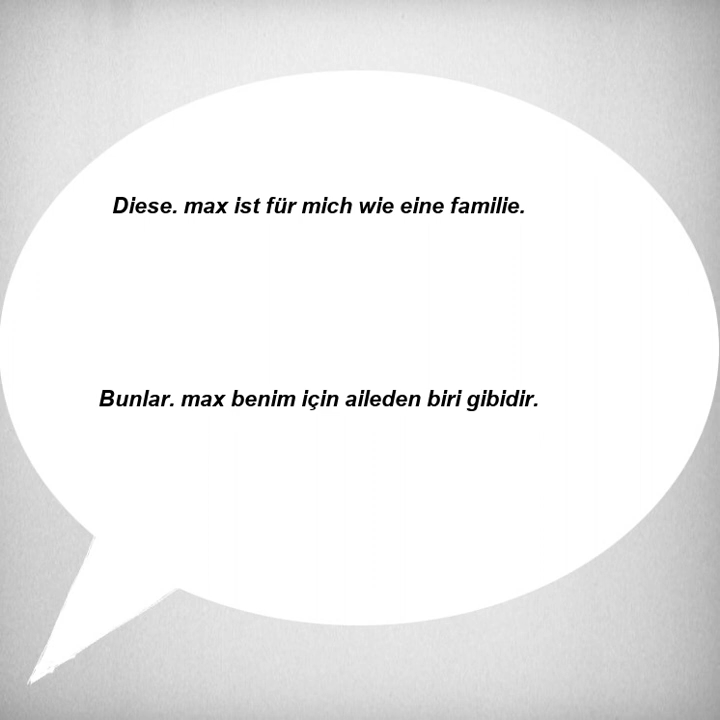 Diese. max ist für mich wie eine familie.
Bunlar. max benim için aileden biri gibidir.